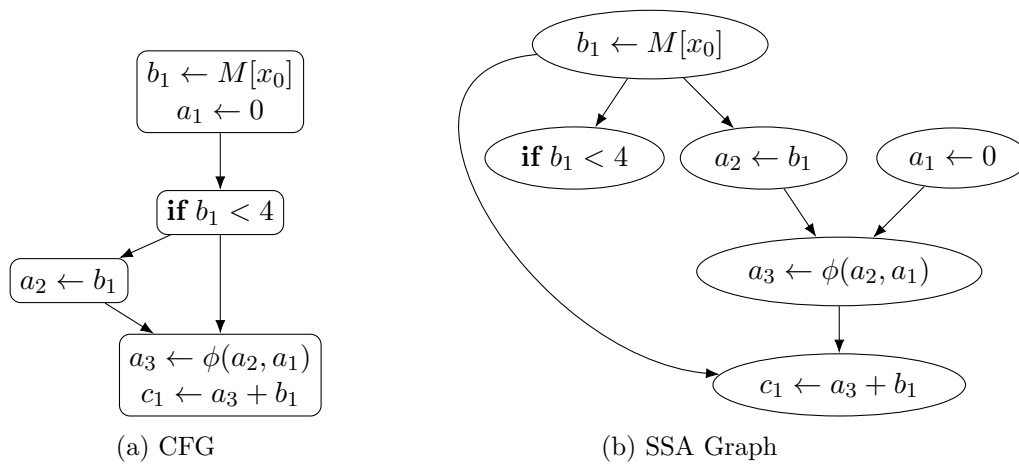 b₁ ← M[x₀]
a₁ ← 0
if b₁ < 4
a₂ ← b₁
a₃ ← ϕ(a₂, a₁)
c₁ ← a₃ + b₁
(a) CFG
b₁ ← M[x₀]
if b₁ < 4
a₂ ← b₁
a₁ ← 0
a₃ ← ϕ(a₂, a₁)
c₁ ← a₃ + b₁
(b) SSA Graph